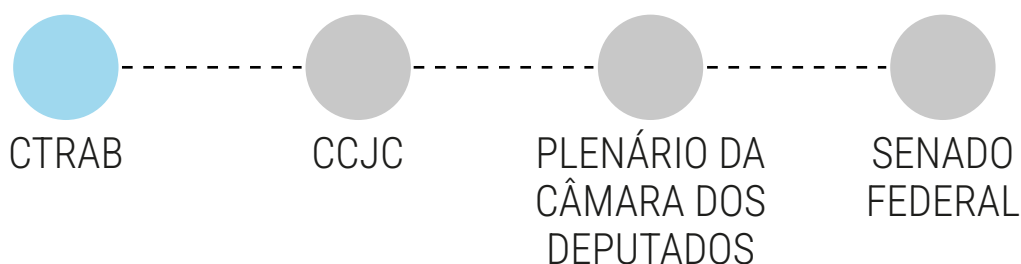 CTRAB
CCJC
PLENÁRIO DA
CÂMARA DOS
DEPUTADOS
SENADO
FEDERAL